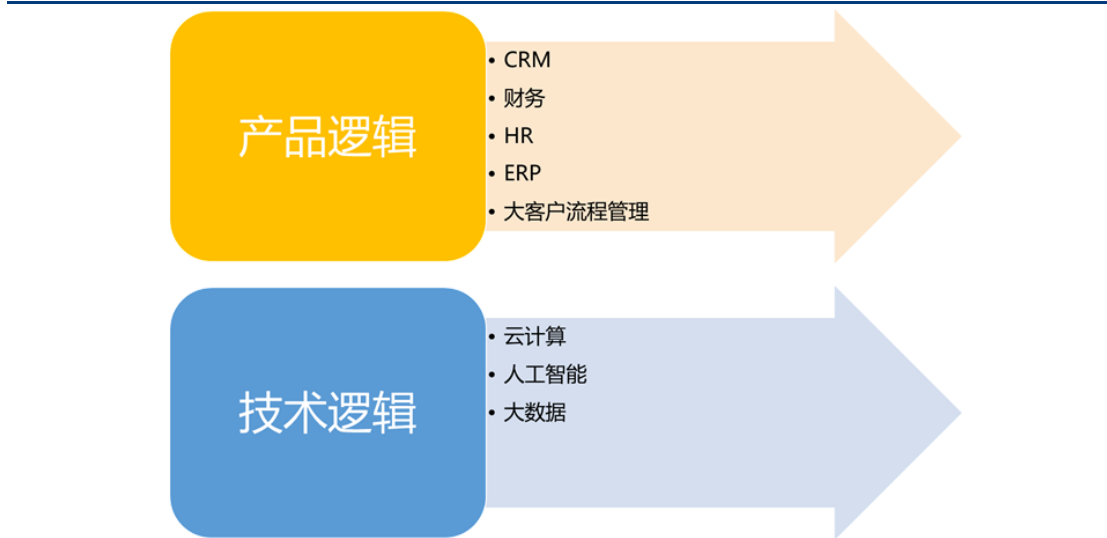 产品逻辑
• CRM
• 财务
• HR
• ERP
• 大客户流程管理
技术逻辑
• 云计算
• 人工智能
• 大数据